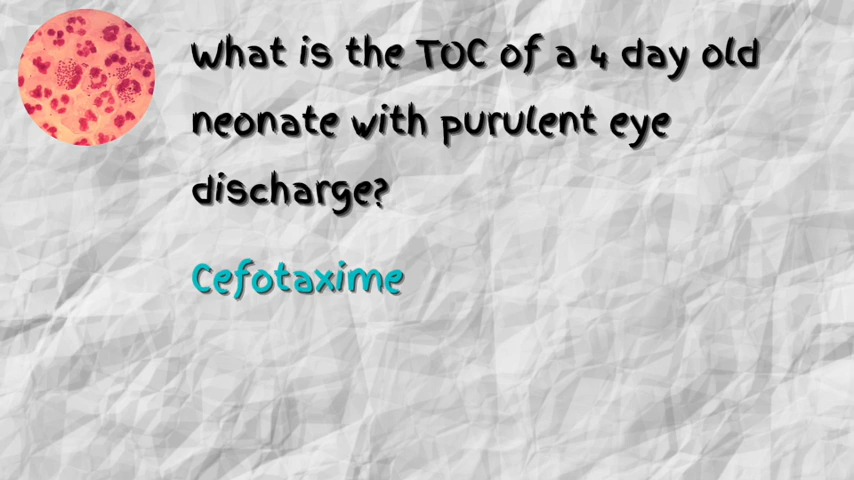 What is the TOC of a 4 day old
neonate with purulent eye
discharge?
Cefotaxime